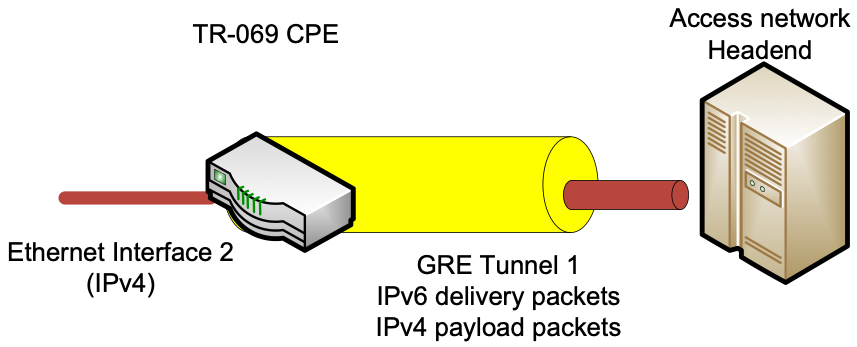 TR-069 CPE
Access network
Headend
Ethernet Interface 2
(IPv4)
GRE Tunnel 1
IPv6 delivery packets
IPv4 payload packets